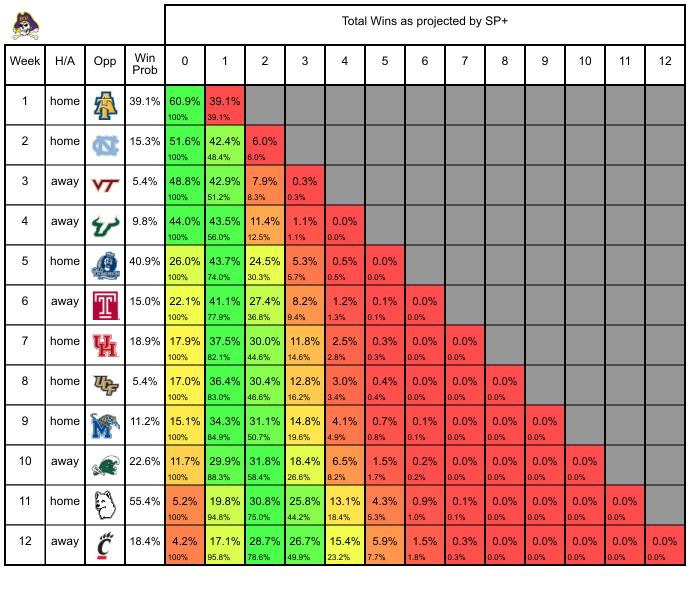 Total Wins as projected by SP+
Week H/A Opp Win Prob 0 1 2 3 4 5 6 7 8 9 10 11 12
1 home 39.1% 60.9% 39.1%
100% 39.1%
2 home 15.3% 51.6% 42.4% 6.0%
100% 48.4% 6.0%
3 away 5.4% 48.8% 42.9% 7.9% 0.3%
100% 51.2% 8.3% 0.3%
4 away 9.8% 44.0% 43.5% 11.4% 1.1% 0.0%
100% 56.0% 12.5% 1.1% 0.0%
5 home 40.9% 26.0% 43.7% 24.5% 5.3% 0.5% 0.0%
100% 74.0% 30.3% 5.7% 0.5% 0.0%
6 away 15.0% 22.1% 41.1% 27.4% 8.2% 1.2% 0.1% 0.0%
100% 77.9% 36.8% 9.4% 1.3% 0.1% 0.0%
7 home 18.9% 17.9% 37.5% 30.0% 11.8% 2.5% 0.3% 0.0% 0.0%
100% 82.1% 44.6% 14.6% 2.8% 0.3% 0.0% 0.0%
8 home 5.4% 17.0% 36.4% 30.4% 12.8% 3.0% 0.4% 0.0% 0.0% 0.0%
100% 83.0% 46.6% 16.2% 3.4% 0.4% 0.0% 0.0% 0.0%
9 home 11.2% 15.1% 34.3% 31.1% 14.8% 4.1% 0.7% 0.1% 0.0% 0.0% 0.0%
100% 84.9% 50.7% 19.6% 4.9% 0.8% 0.1% 0.0% 0.0% 0.0%
10 away 22.6% 11.7% 29.9% 31.8% 18.4% 6.5% 1.5% 0.2% 0.0% 0.0% 0.0% 0.0%
100% 88.3% 58.4% 26.6% 8.2% 1.7% 0.2% 0.0% 0.0% 0.0% 0.0%
11 home 55.4% 5.2% 19.8% 30.8% 25.8% 13.1% 4.3% 0.9% 0.1% 0.0% 0.0% 0.0% 0.0%
100% 94.8% 75.0% 44.2% 18.4% 5.3% 1.0% 0.1% 0.0% 0.0% 0.0% 0.0%
12 away 18.4% 4.2% 17.1% 28.7% 26.7% 15.4% 5.9% 1.5% 0.3% 0.0% 0.0% 0.0% 0.0% 0.0%
100% 95.8% 78.6% 49.9% 23.2% 7.7% 1.8% 0.3% 0.0% 0.0% 0.0% 0.0% 0.0%